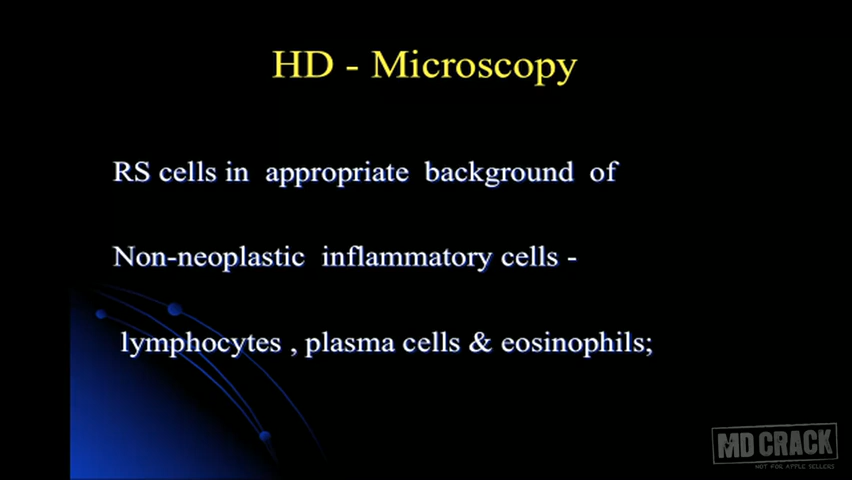 HD - Microscopy
RS cells in appropriate background of
Non-neoplastic inflammatory cells -
lymphocytes , plasma cells & eosinophils;
MD CRACK
NOT FOR APPLE SELLERS